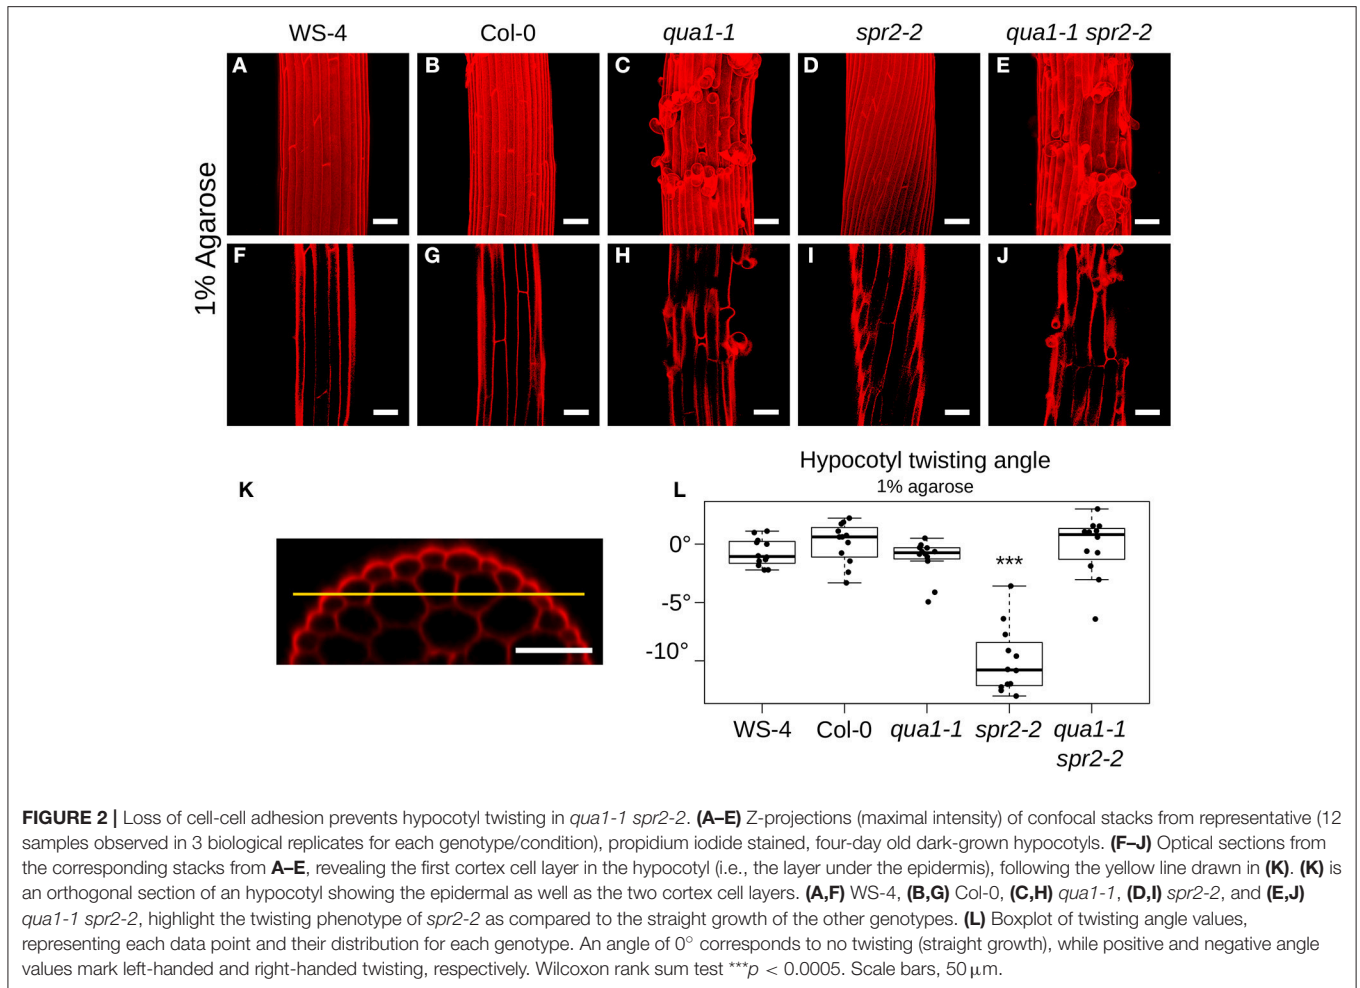 WS-4 Col-0 qua1-1 spr2-2 qua1-1 spr2-2
1% Agarose
A B C D E
F G H I J
K
L
Hypocotyl twisting angle
1% agarose
0°
-5°
-10°
***
WS-4 Col-0 qua1-1 spr2-2 qua1-1
spr2-2
FIGURE 2 | Loss of cell-cell adhesion prevents hypocotyl twisting in qua1-1 spr2-2. (A–E) Z-projections (maximal intensity) of confocal stacks from representative (12
samples observed in 3 biological replicates for each genotype/condition), propidium iodide stained, four-day old dark-grown hypocotyls. (F–J) Optical sections from
the corresponding stacks from A–E, revealing the first cortex cell layer in the hypocotyl (i.e., the layer under the epidermis), following the yellow line drawn in (K). (K) is
an orthogonal section of an hypocotyl showing the epidermal as well as the two cortex cell layers. (A,F) WS-4, (B,G) Col-0, (C,H) qua1-1, (D,I) spr2-2, and (E,J)
qua1-1 spr2-2, highlight the twisting phenotype of spr2-2 as compared to the straight growth of the other genotypes. (L) Boxplot of twisting angle values,
representing each data point and their distribution for each genotype. An angle of 0° corresponds to no twisting (straight growth), while positive and negative angle
values mark left-handed and right-handed twisting, respectively. Wilcoxon rank sum test ***p < 0.0005. Scale bars, 50 μm.